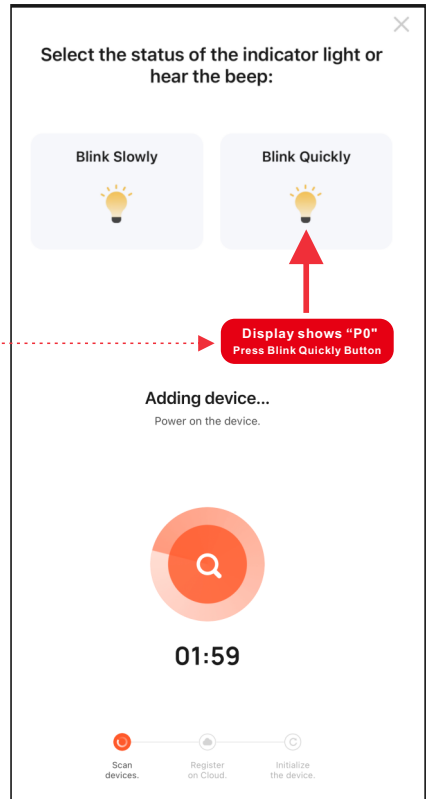 Select the status of the indicator light or
hear the beep:
Blink Slowly
Blink Quickly
Display shows “P0"
Press Blink Quickly Button
Adding device...
Power on the device.
01:59
Scan
devices.
Register
on Cloud.
Initialize
the device.